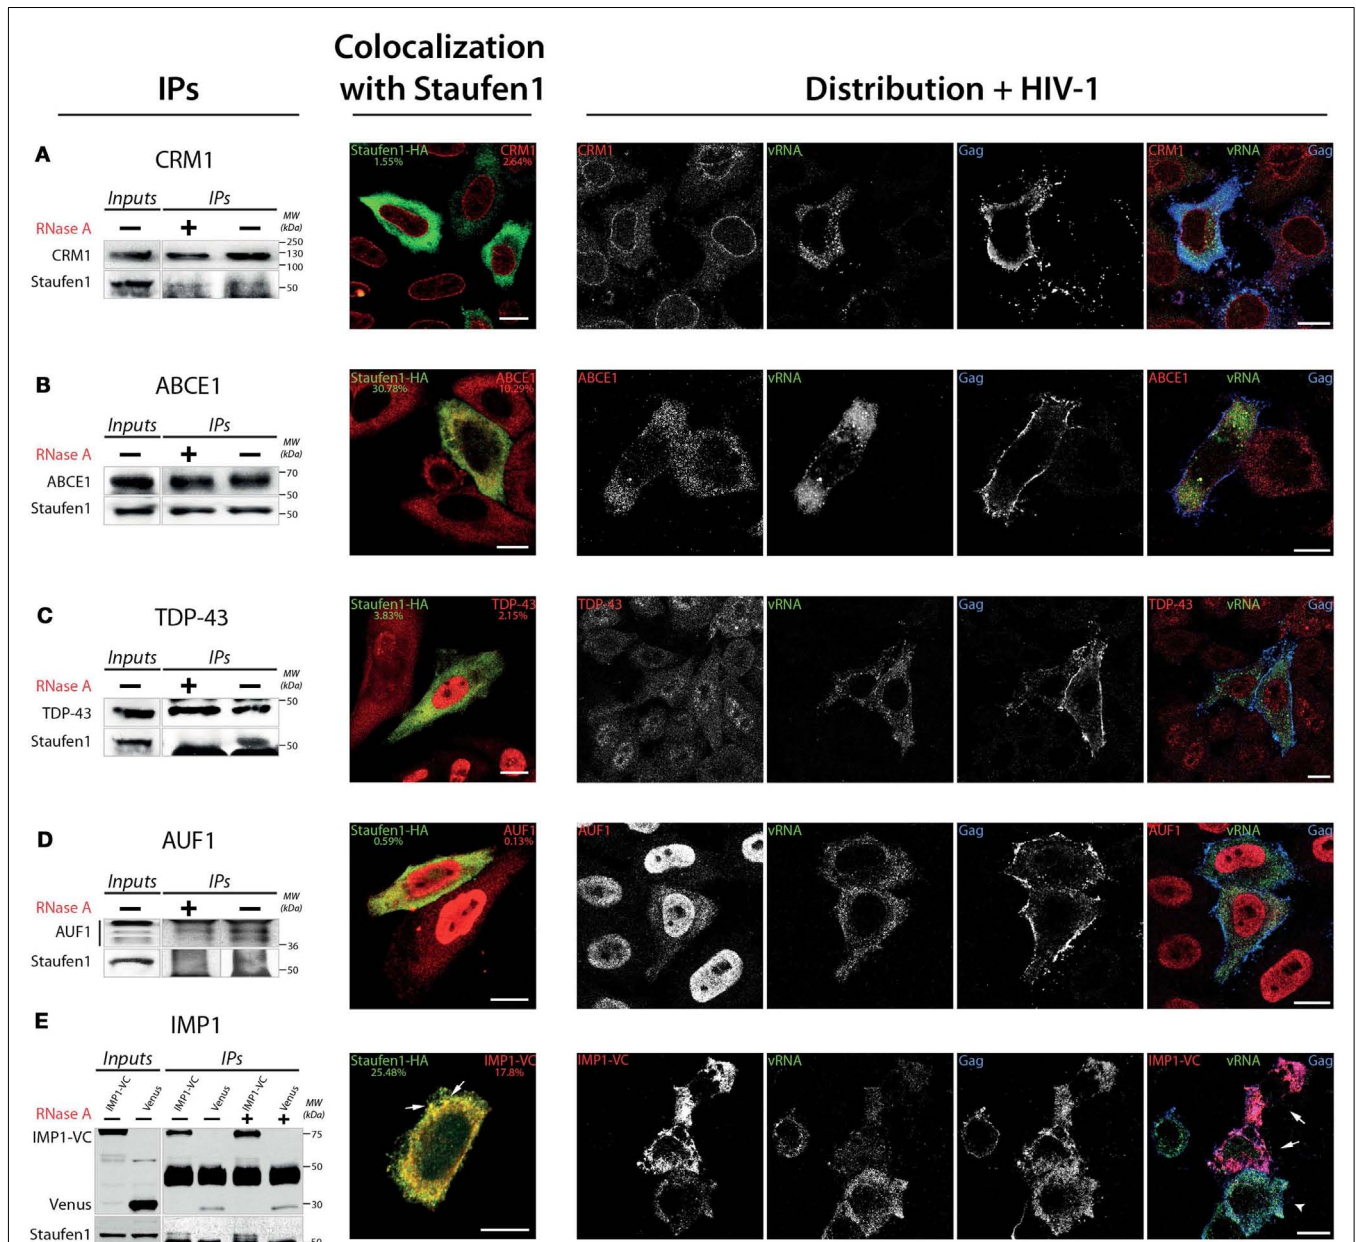 IPs
Colocalization
with Staufen1
Distribution + HIV-1
A
CRM1
Inputs IPs
MW
(kDa)
RNase A − + −
CRM1
250
130
100
Staufen1
50
Staufen1-HA CRM1
1.55% 2.64%
CRM1 vRNA Gag CRM1 vRNA Gag
B
ABCE1
Inputs IPs
MW
(kDa)
RNase A − + −
ABCE1
70
50
Staufen1
50
Staufen1-HA ABCE1
30.78% 10.29%
ABCE1 vRNA Gag ABCE1 vRNA Gag
C
TDP-43
Inputs IPs
MW
(kDa)
RNase A − + −
50
TDP-43
Staufen1
50
Staufen1-HA TDP-43
3.83% 2.15%
TDP-43 vRNA Gag TDP-43 vRNA Gag
D
AUF1
Inputs IPs
MW
(kDa)
RNase A − + −
AUF1
36
Staufen1
50
Staufen1-HA AUF1
0.59% 0.13%
AUF1 vRNA Gag AUF1 vRNA Gag
E
IMP1
Inputs IPs
IMP1-VC Venus IMP1-VC Venus IMP1-VC Venus
MW
(kDa)
RNase A − − − − + +
IMP1-VC
75
50
Venus
30
Staufen1
50
Staufen1-HA IMP1-VC
25.48% 17.8%
IMP1-VC vRNA Gag IMP1-VC vRNA Gag